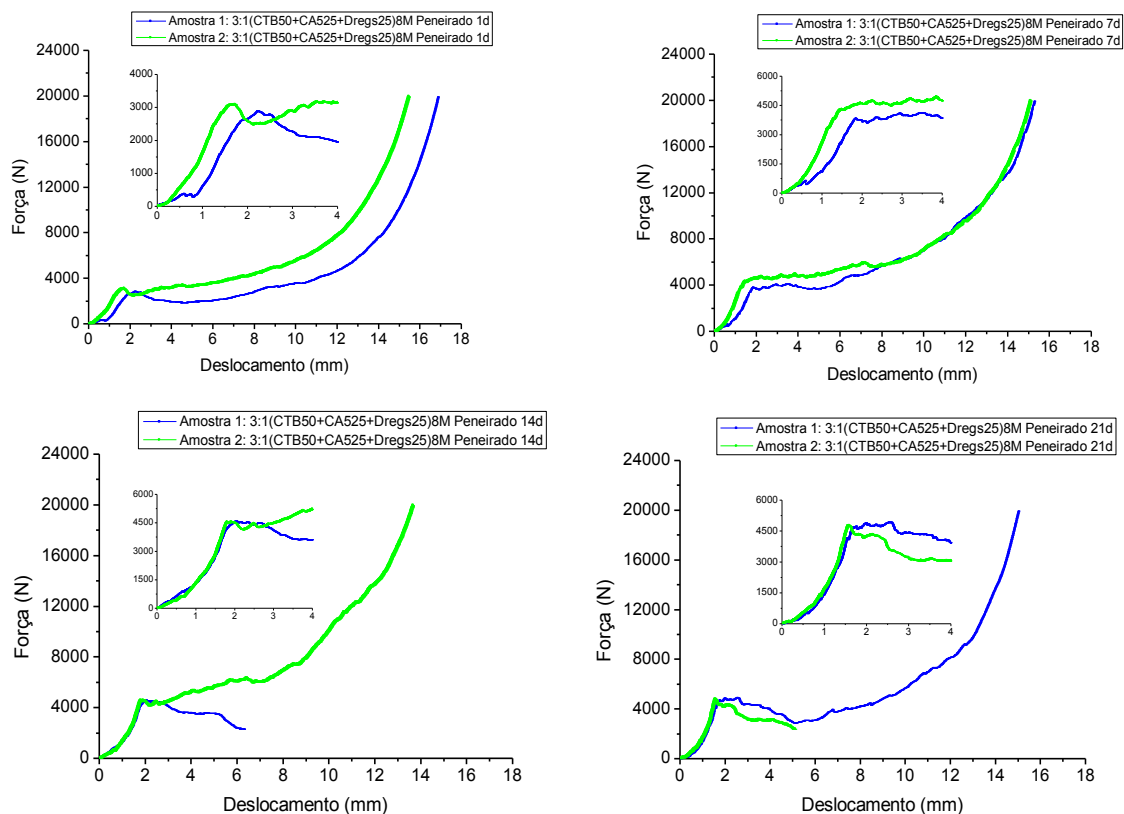 Amostra 1: 3:1(CTB50+CA525+Dregs25)8M Peneirado 1d
Amostra 2: 3:1(CTB50+CA525+Dregs25)8M Peneirado 1d
24000
20000
16000
12000
8000
4000
0
Força (N)
4000
3000
2000
1000
0
0 1 2 3 4
0 2 4 6 8 10 12 14 16 18
Deslocamento (mm)
Amostra 1: 3:1(CTB50+CA525+Dregs25)8M Peneirado 7d
Amostra 2: 3:1(CTB50+CA525+Dregs25)8M Peneirado 7d
24000
20000
16000
12000
8000
4000
0
Força (N)
6000
4500
3000
1500
0
0 1 2 3 4
0 2 4 6 8 10 12 14 16 18
Deslocamento (mm)
Amostra 1: 3:1(CTB50+CA525+Dregs25)8M Peneirado 14d
Amostra 2: 3:1(CTB50+CA525+Dregs25)8M Peneirado 14d
24000
20000
16000
12000
8000
4000
0
Força (N)
6000
4500
3000
1500
0
0 1 2 3 4
0 2 4 6 8 10 12 14 16 18
Deslocamento (mm)
Amostra 1: 3:1(CTB50+CA525+Dregs25)8M Peneirado 21d
Amostra 2: 3:1(CTB50+CA525+Dregs25)8M Peneirado 21d
24000
20000
16000
12000
8000
4000
0
Força (N)
6000
4500
3000
1500
0
0 1 2 3 4
0 2 4 6 8 10 12 14 16 18
Deslocamento (mm)